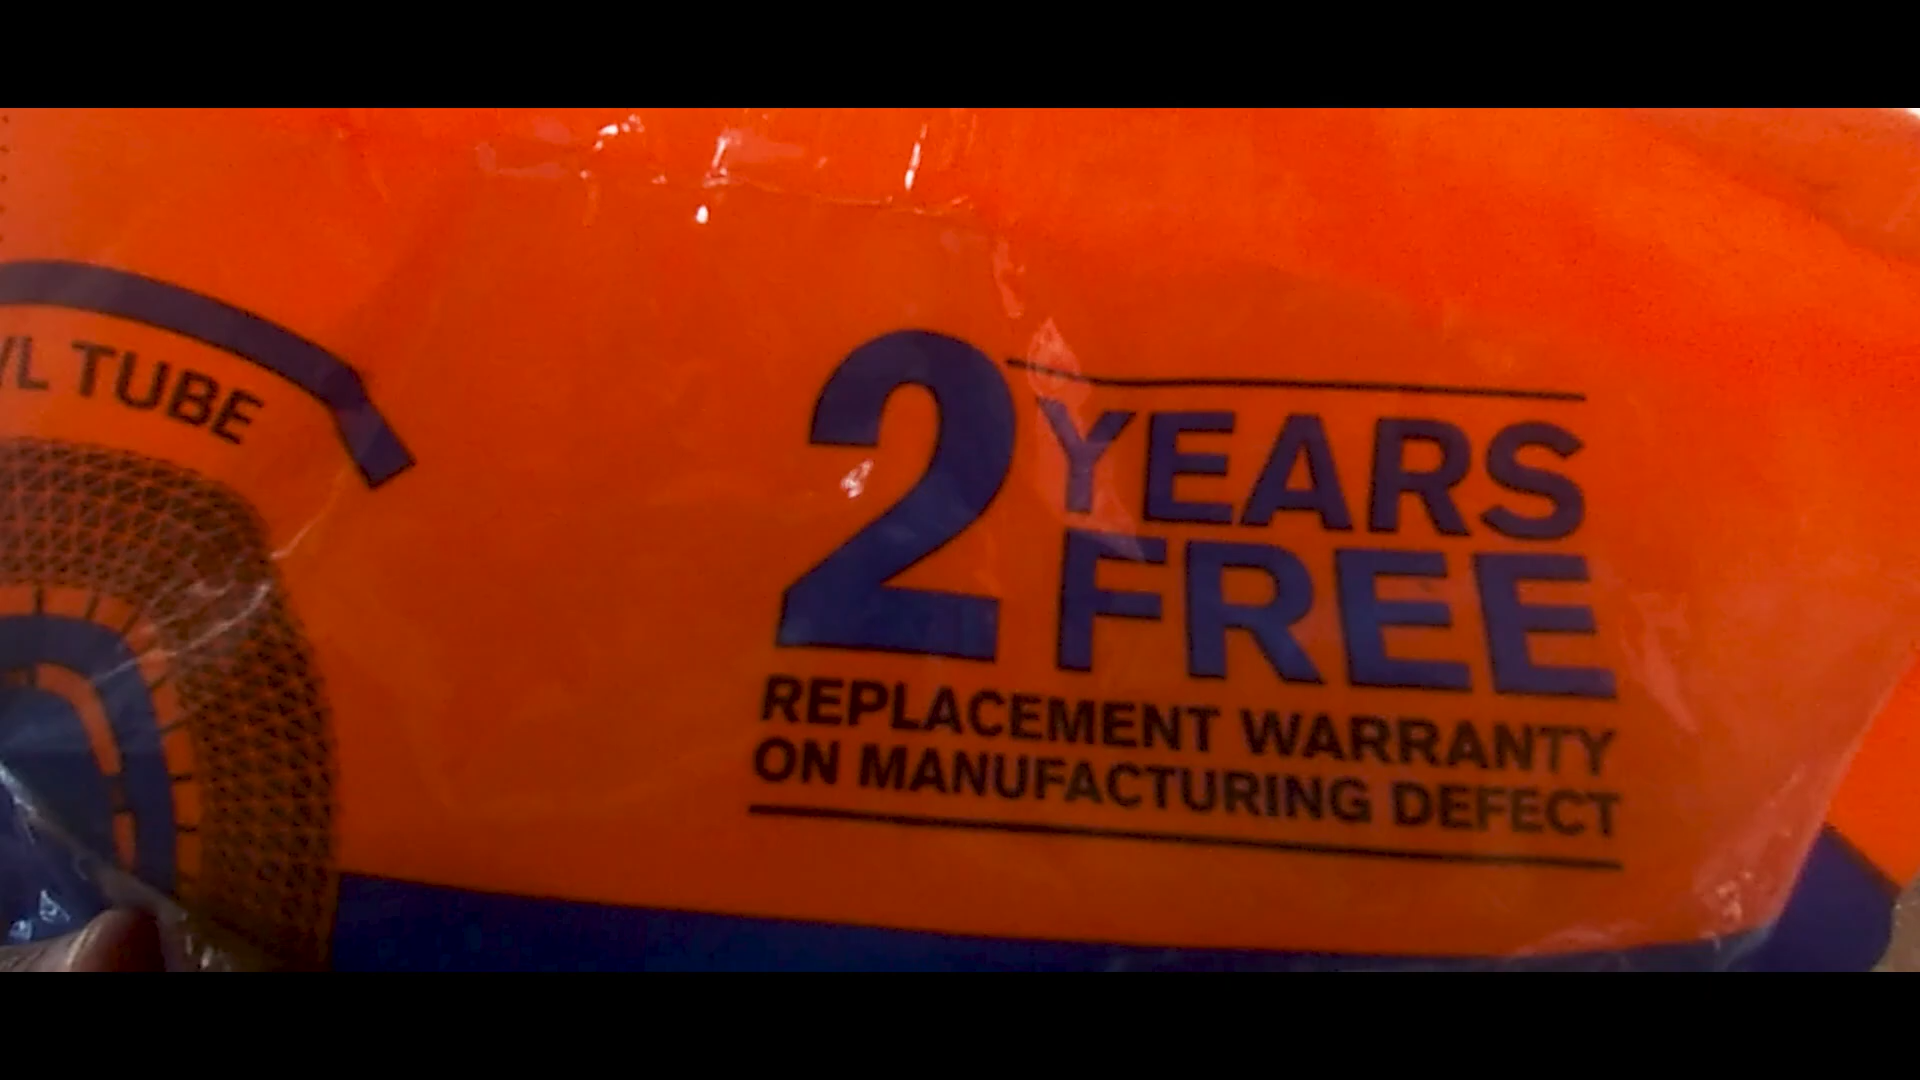 TUBE
2 YEARS
FREE
REPLACEMENT WARRANTY
ON MANUFACTURING DEFECT